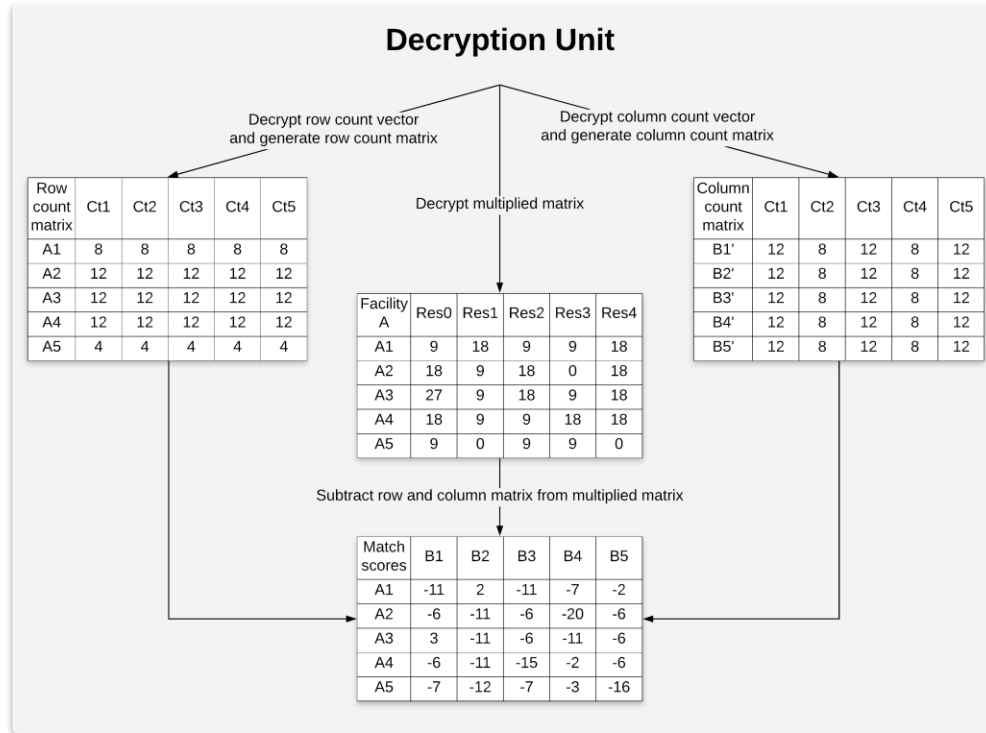 Decryption Unit
Decrypt row count vector
and generate row count matrix
Decrypt column count vector
and generate column count matrix
Decrypt multiplied matrix
Row count matrix Ct1 Ct2 Ct3 Ct4 Ct5
A1 8 8 8 8 8
A2 12 12 12 12 12
A3 12 12 12 12 12
A4 12 12 12 12 12
A5 4 4 4 4 4
Column count matrix Ct1 Ct2 Ct3 Ct4 Ct5
B1' 12 8 12 8 12
B2' 12 8 12 8 12
B3' 12 8 12 8 12
B4' 12 8 12 8 12
B5' 12 8 12 8 12
Facility A Res0 Res1 Res2 Res3 Res4
A1 9 18 9 9 18
A2 18 9 18 0 18
A3 27 9 18 9 18
A4 18 9 9 18 18
A5 9 0 9 9 0
Subtract row and column matrix from multiplied matrix
Match scores B1 B2 B3 B4 B5
A1 -11 2 -11 -7 -2
A2 -6 -11 -6 -20 -6
A3 3 -11 -6 -11 -6
A4 -6 -11 -15 -2 -6
A5 -7 -12 -7 -3 -16